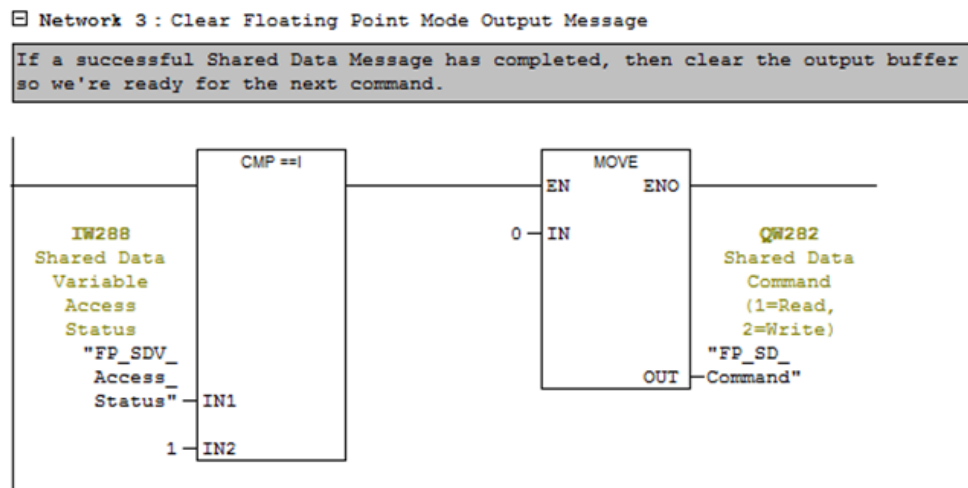 Network 3 : Clear Floating Point Mode Output Message
If a successful Shared Data Message has completed, then clear the output buffer
so we're ready for the next command.
CMP ==I
IW288
Shared Data
Variable
Access
Status
"FP_SDV_
Access_
Status"
IN1
1
IN2
MOVE
EN
ENO
0
IN
OUT
QW282
Shared Data
Command
(1=Read,
2=Write)
"FP_SD_
Command"